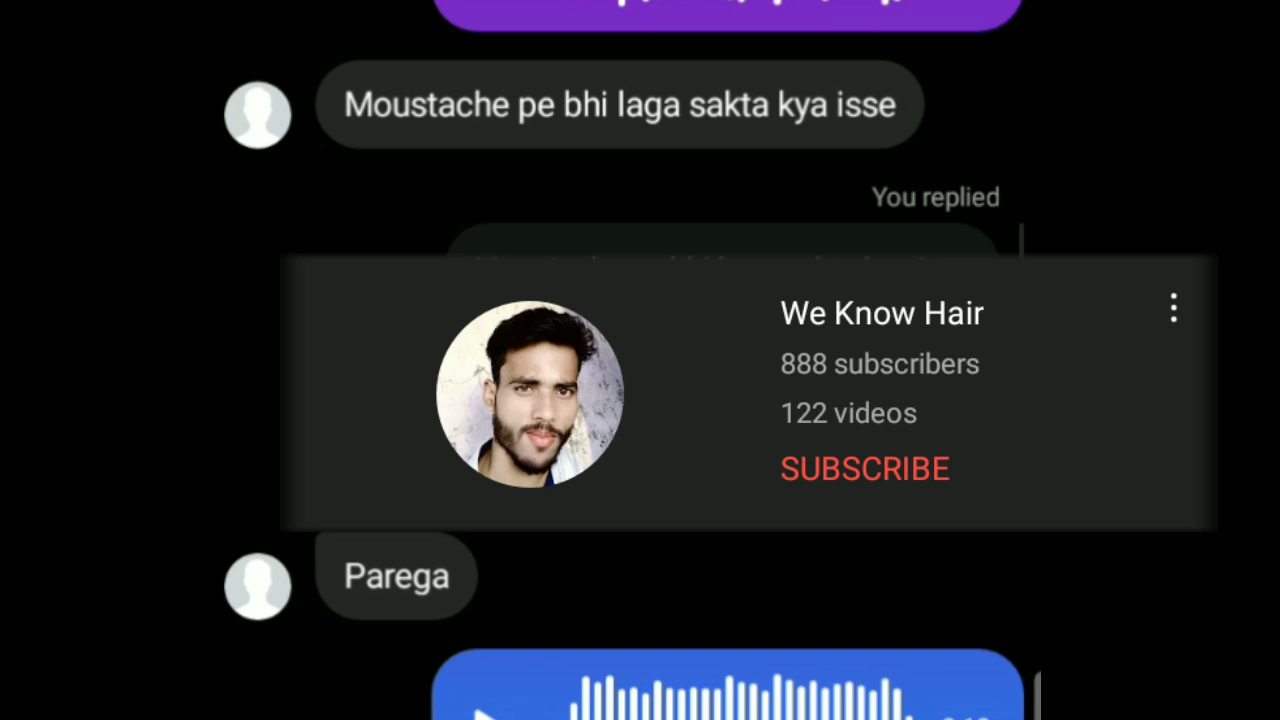 Moustache pe bhi laga sakta kya isse
You replied
We Know Hair
888 subscribers
122 videos
SUBSCRIBE
Parega